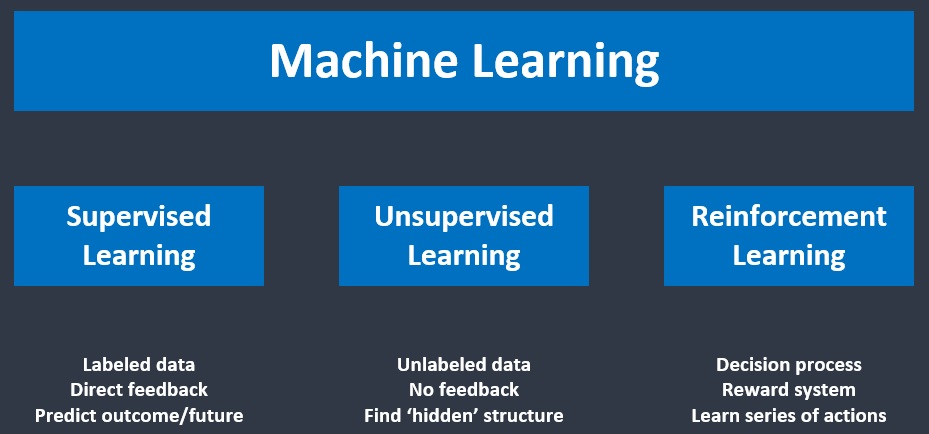 Machine Learning
Supervised
Learning
Unsupervised
Learning
Reinforcement
Learning
Labeled data
Direct feedback
Predict outcome/future
Unlabeled data
No feedback
Find ‘hidden’ structure
Decision process
Reward system
Learn series of actions